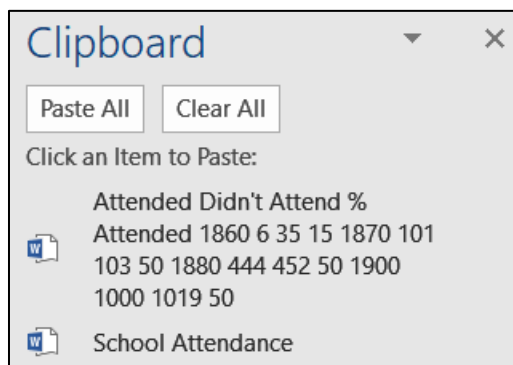 Clipboard
Paste All Clear All
Click an Item to Paste:
Attended Didn't Attend %
Attended 1860 6 35 15 1870 101
103 50 1880 444 452 50 1900
1000 1019 50
School Attendance